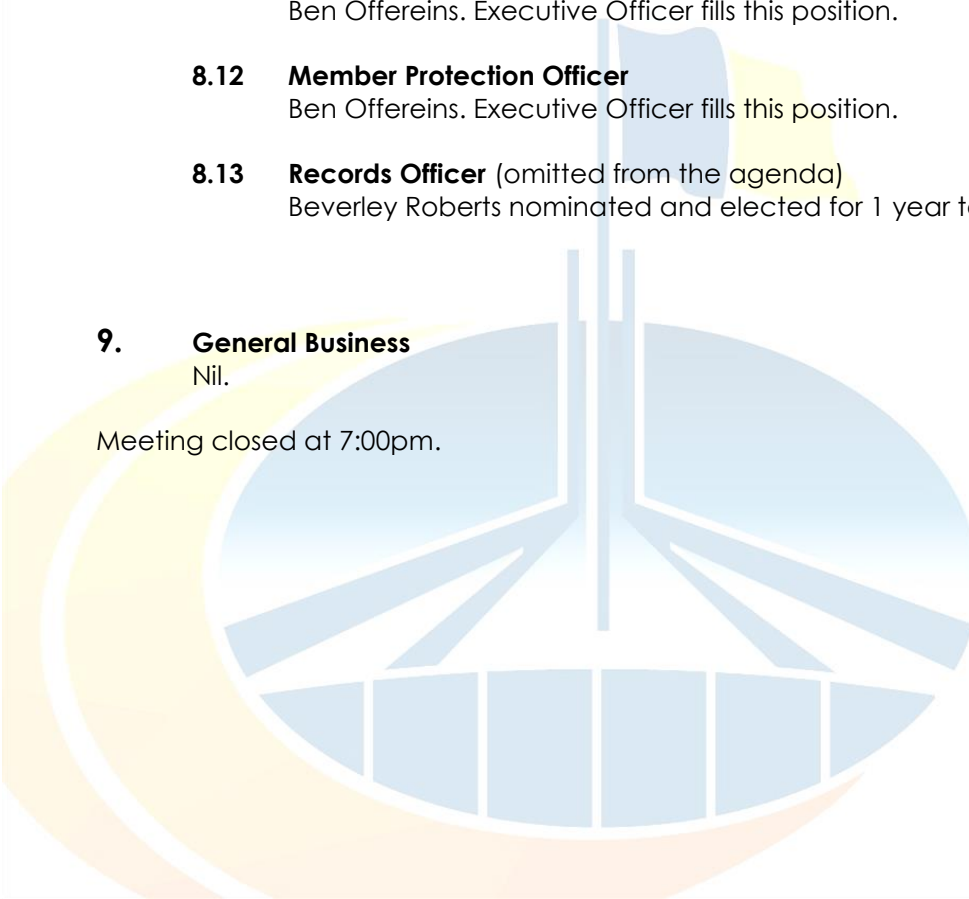 Ben Offereins. Executive Officer fills this position.
8.12 Member Protection Officer
Ben Offereins. Executive Officer fills this position.
8.13 Records Officer (omitted from the agenda)
Beverley Roberts nominated and elected for 1 year
9. General Business
Nil.
Meeting closed at 7:00pm.